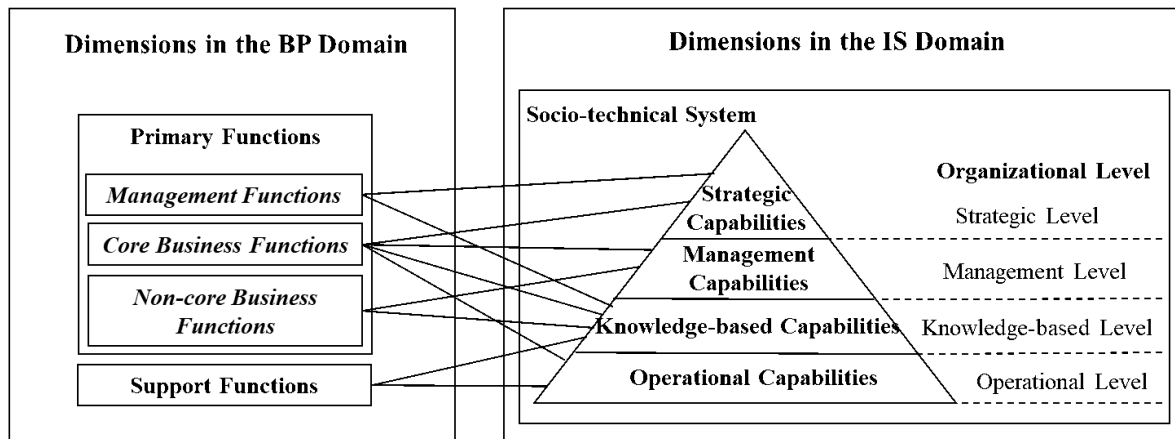 Dimensions in the BP Domain
Primary Functions
Management Functions
Core Business Functions
Non-core Business
Functions
Support Functions
Dimensions in the IS Domain
Socio-technical System
Strategic
Capabilities
Management
Capabilities
Knowledge-based Capabilities
Operational Capabilities
Organizational Level
Strategic Level
Management Level
Knowledge-based Level
Operational Level